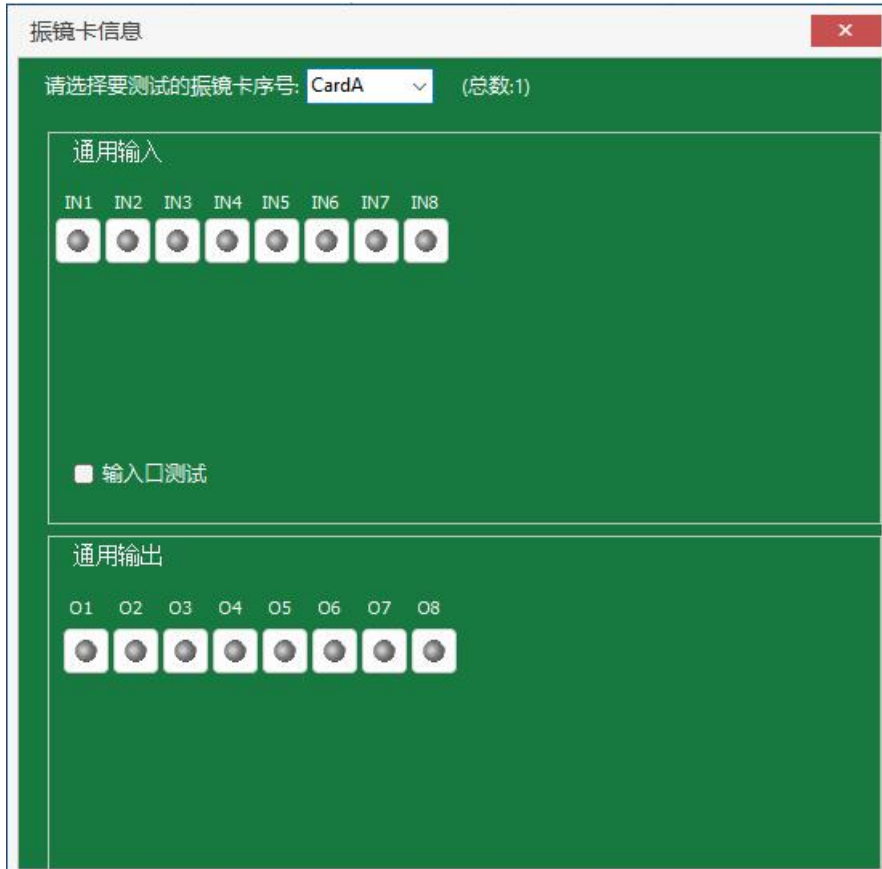 振镜卡信息
请选择要测试的振镜卡序号: CardA (总数:1)
通用输入
IN1 IN2 IN3 IN4 IN5 IN6 IN7 IN8
输入口测试
通用输出
O1 O2 O3 O4 O5 O6 O7 O8